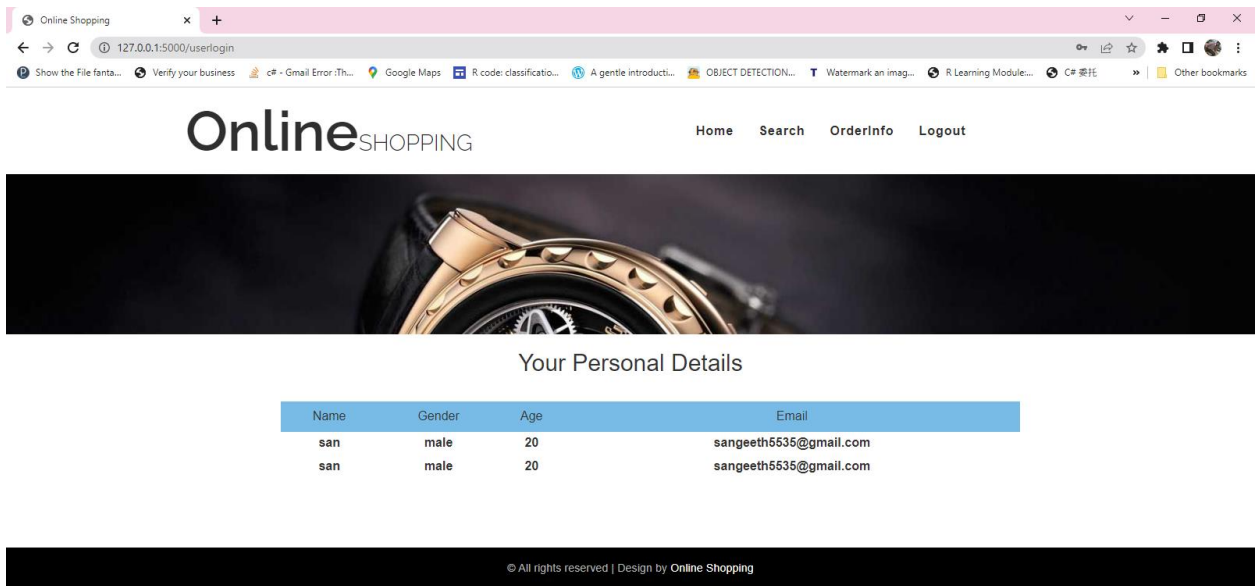 Online Shopping
127.0.0.1:5000/userlogin
Show the File fanta... Verify your business c# - Gmail Error :Th... Google Maps R code: classificatio... A gentle introducti... OBJECT DETECTION... Watermark an imag... R Learning Module:... C# 委托 » Other bookmarks
OnlineSHOPPING Home Search OrderInfo Logout
Your Personal Details
Name Gender Age Email
san male 20 sangeeth5535@gmail.com
san male 20 sangeeth5535@gmail.com
© All rights reserved | Design by Online Shopping